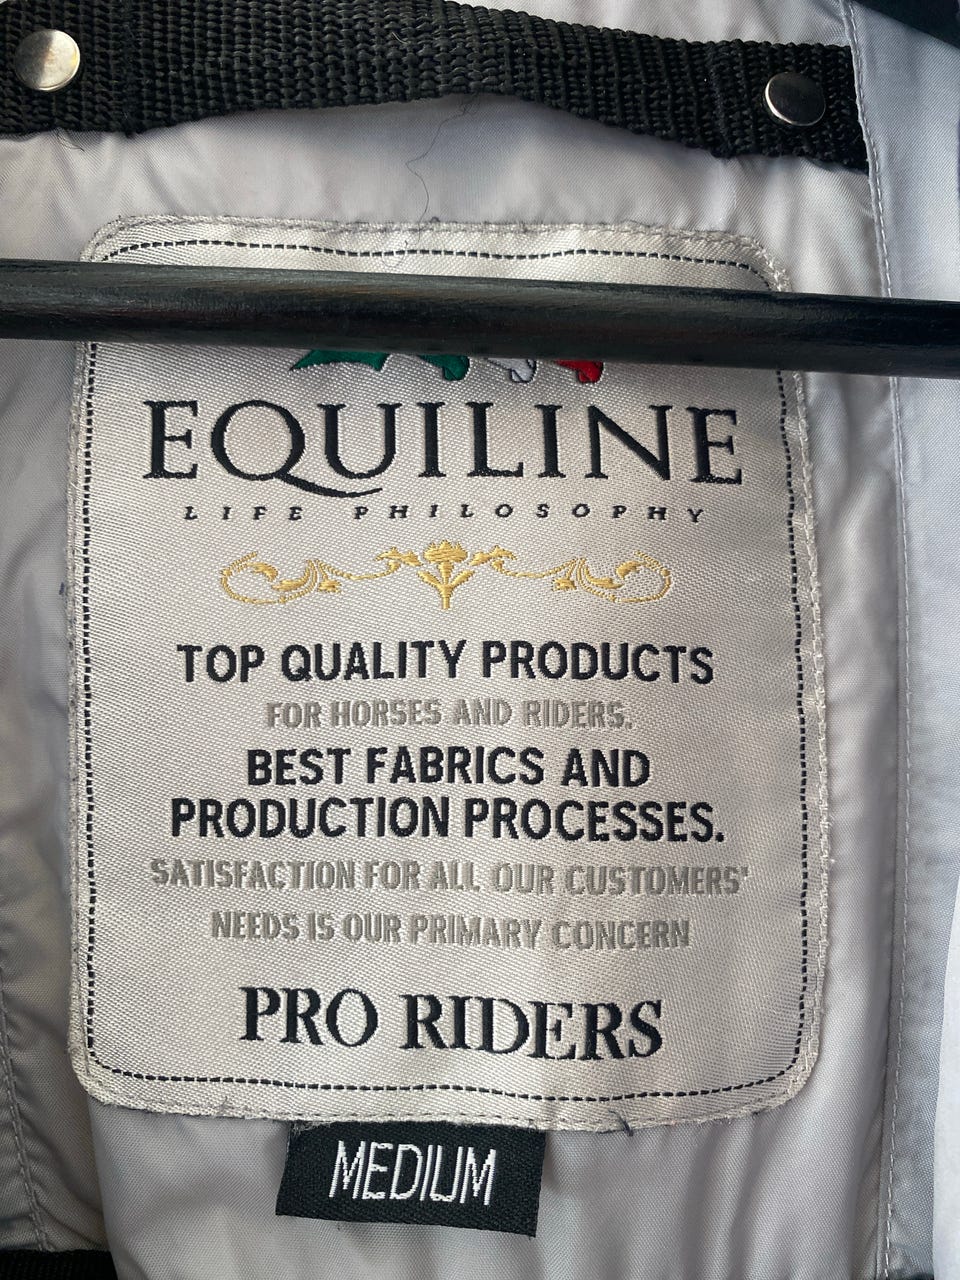 EQUILINE
LIFE PHILOSOPHY
TOP QUALITY PRODUCTS
FOR HORSES AND RIDERS.
BEST FABRICS AND
PRODUCTION PROCESSES.
SATISFACTION FOR ALL OUR CUSTOMERS'
NEEDS IS OUR PRIMARY CONCERN
PRO RIDERS
MEDIUM